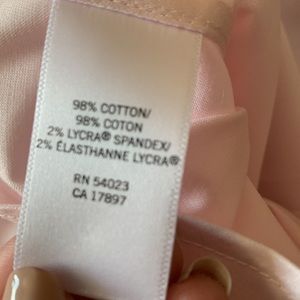 98% COTTON/
98% COTON
2% LYCRA® SPANDEX/
2% ÉLASTHANNE LYCRA®
RN 54023
CA 17897